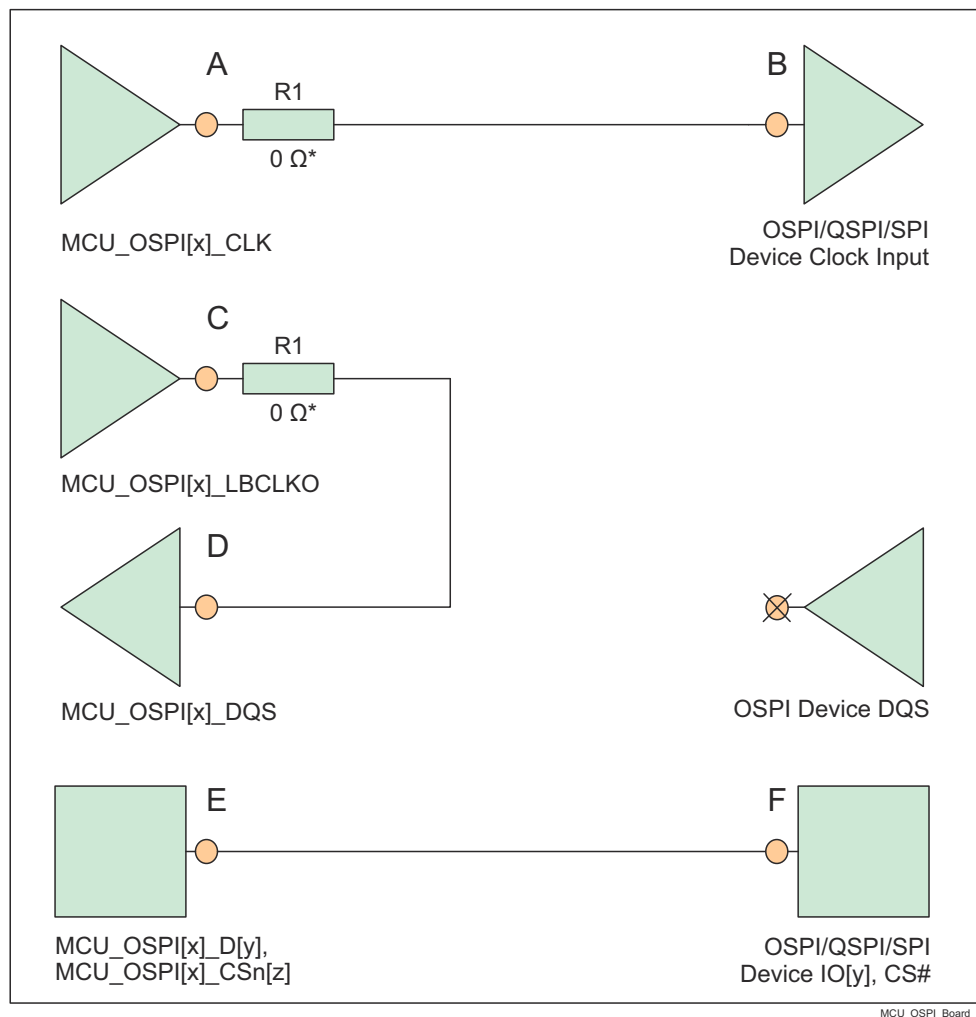 A
B
R1
0 Ω*
MCU_OSPI[x]_CLK
OSPI/QSPI/SPI
Device Clock Input
C
R1
0 Ω*
MCU_OSPI[x]_LBCLKO
D
MCU_OSPI[x]_DQS
OSPI Device DQS
E
F
MCU_OSPI[x]_D[y],
MCU_OSPI[x]_CSn[z]
OSPI/QSPI/SPI
Device IO[y], CS#
MCU_OSPI_Board